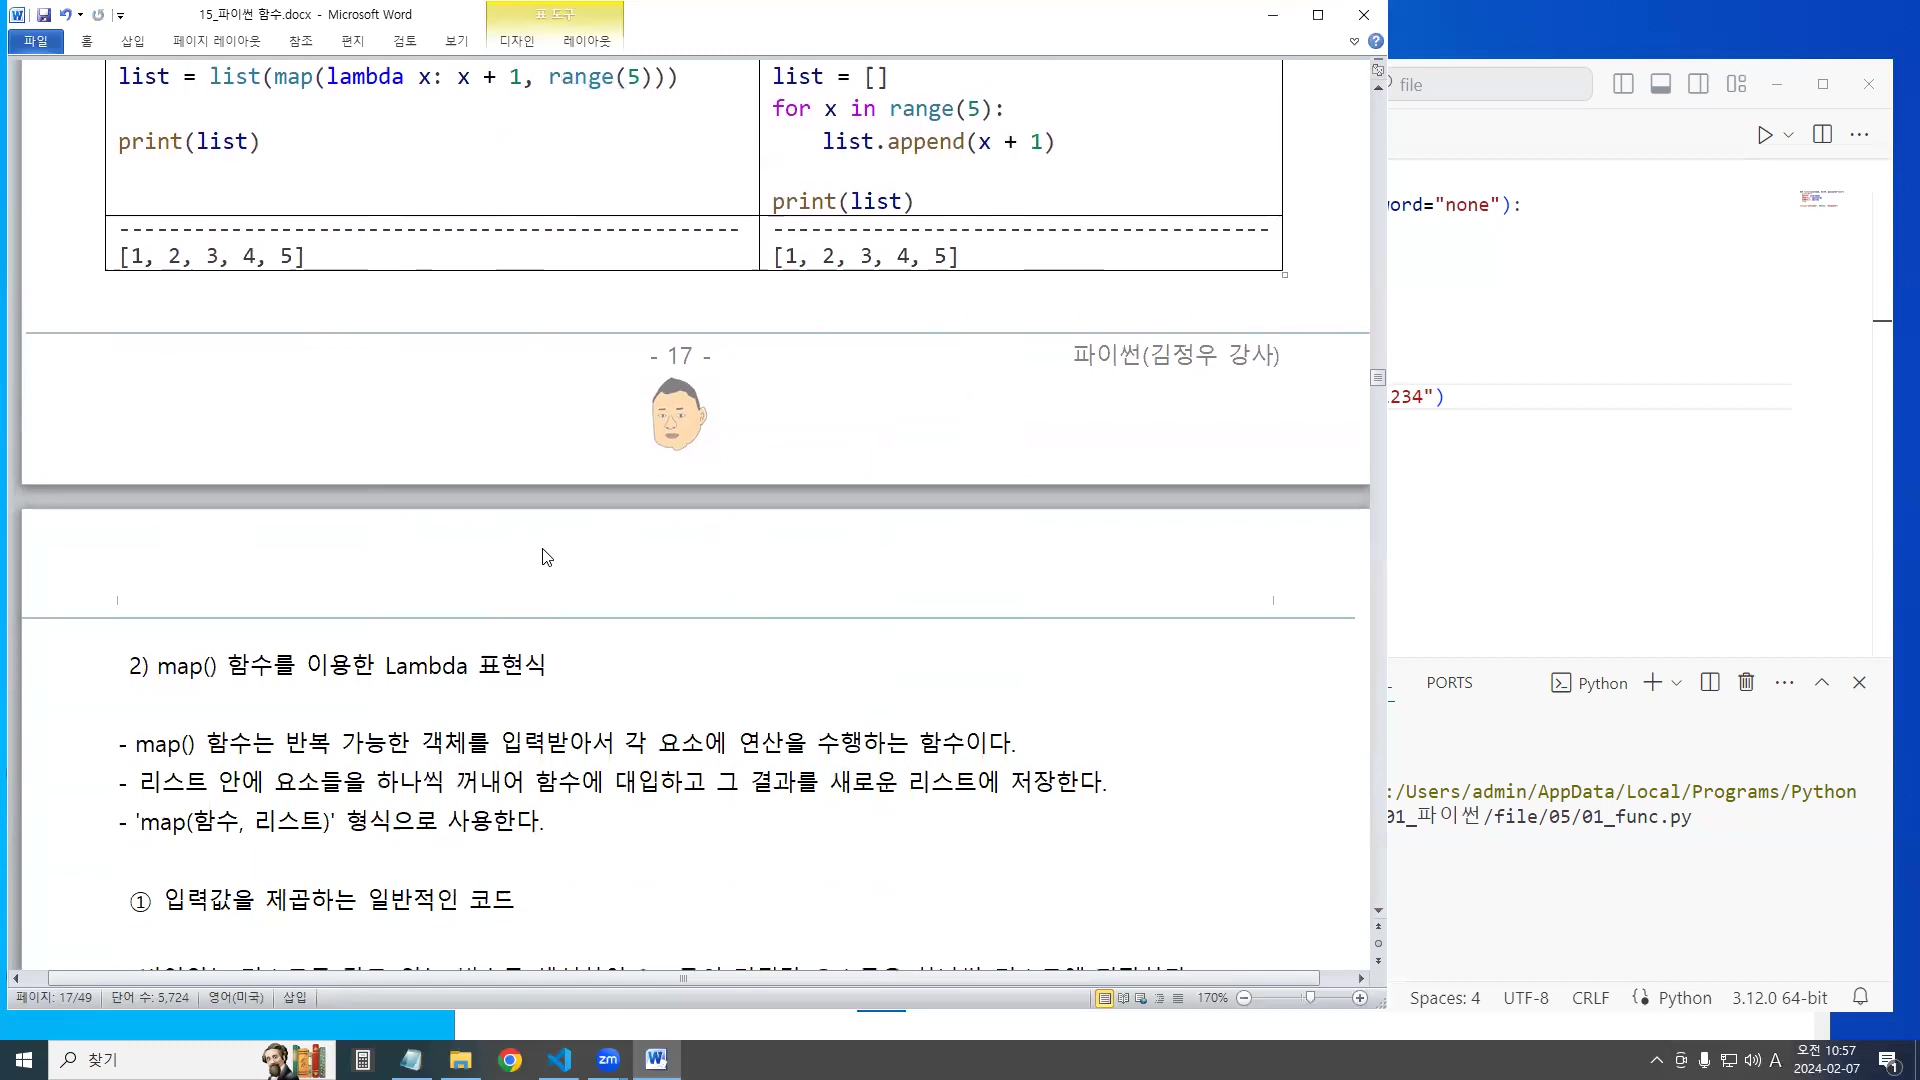 15_파이썬 함수.docx - Microsoft Word
표 도구
파일 홈 삽입 페이지 레이아웃 참조 편지 검토 보기 디자인 레이아웃
list = list(map(lambda x: x + 1, range(5)))
print(list)
list = []
for x in range(5):
list.append(x + 1)
print(list)
-------------------------------------------------
[1, 2, 3, 4, 5]
---------------------------------------
[1, 2, 3, 4, 5]
- 17 -
파이썬(김정우 강사)
2) map() 함수를 이용한 Lambda 표현식
- map() 함수는 반복 가능한 객체를 입력받아서 각 요소에 연산을 수행하는 함수이다.
- 리스트 안에 요소들을 하나씩 꺼내어 함수에 대입하고 그 결과를 새로운 리스트에 저장한다.
- 'map(함수, 리스트)' 형식으로 사용한다.
① 입력값을 제곱하는 일반적인 코드
페이지: 17/49 단어 수: 5,724 영어(미국) 삽입
170%
file
word="none"):
1234")
PORTS
Python
:/Users/admin/AppData/Local/Programs/Python
01_파이썬/file/05/01_func.py
Spaces: 4 UTF-8 CRLF Python 3.12.0 64-bit
찾기
zm
A
오전 10:57
2024-02-07
1